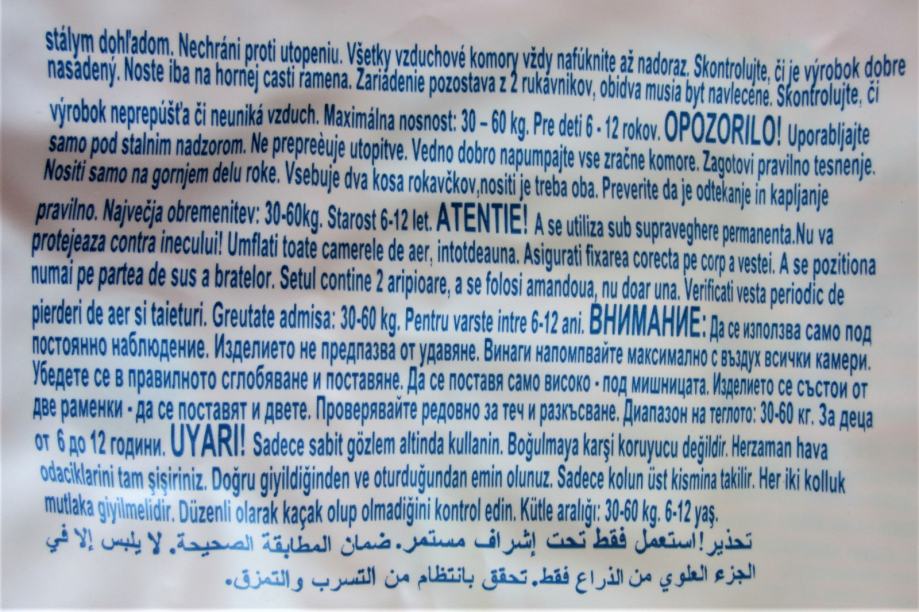 stálym dohľadom. Nechráni proti utopeniu. Všetky vzduchové komory vždy nafúknite až nadoraz. Skontrolujte, či je výrobok dobre
nasadený. Noste iba na hornej casti ramena. Zariadenie pozostava z 2 rukávnikov, obidva musia byt navlečené. Skontrolujte, či
výrobok neprepúšťa či neuniká vzduch. Maximálna nosnost: 30 – 60 kg. Pre deti 6 - 12 rokov. OPOZORILO! Uporabljajte
samo pod stalnim nadzorom. Ne prepreèuje utopitve. Vedno dobro napumpajte vse zračne komore. Zagotovi pravilno tesnenje.
Nositi samo na gornjem delu roke. Vsebuje dva kosa rokavčkov,nositi je treba oba. Preverite da je odtekanje in kapljanje
pravilno. Največja obremenitev: 30-60kg. Starost 6-12 let. ATENTIE! A se utiliza sub supraveghere permanenta.Nu va
protejeaza contra inecului! Umflati toate camerele de aer, intotdeauna. Asigurati fixarea corecta pe corp a vestei. A se pozitiona
numai pe partea de sus a bratelor. Setul contine 2 aripioare, a se folosi amandoua, nu doar una. Verificati vesta periodic de
pierderi de aer si taieturi. Greutate admisa: 30-60 kg. Pentru varste intre 6-12 ani. ВНИМАНИЕ: Да се използва само под
постоянно наблюдение. Изделието не предпазва от удавяне. Винаги напомпвайте максимално с въздух всички камери.
Убедете се в правилното сглобяване и поставяне. Да се поставя само високо - под мишницата. Изделието се състои от
две раменки - да се поставят и двете. Проверявайте редовно за теч и разкъсване. Диапазон на теглото: 30-60 кг. За деца
от 6 до 12 години. UYARI! Sadece sabit gözlem altinda kullanin. Boğulmaya karşi koruyucu değildir. Herzaman hava
odaciklarini tam şişiriniz. Doğru giyildiğinden ve oturduğundan emin olunuz. Sadece kolun üst kismina takilir. Her iki kolluk
mutlaka giyilmelidir. Düzenli olarak kaçak olup olmadiğini kontrol edin. Kütle araliği: 30-60 kg. 6-12 yaş.
تحذير! استعمل فقط تحت إشراف مستمر. ضمان المطابقة الصحيحة. لا يلبس إلا في
الجزء العلوي من الذراع فقط. تحقق بانتظام من التسرب والتمزق.